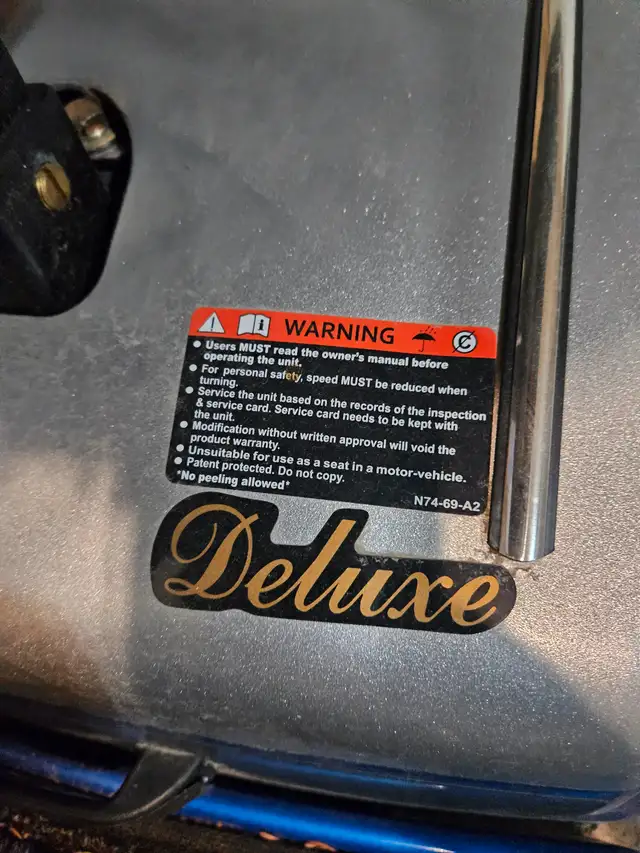 WARNING
● Users MUST read the owner's manual before
operating the unit.
● For personal safety, speed MUST be reduced when
turning.
● Service the unit based on the records of the inspection
& service card. Service card needs to be kept with
the unit.
● Modification without written approval will void the
product warranty.
● Unsuitable for use as a seat in a motor-vehicle.
● Patent protected. Do not copy.
*No peeling allowed*
N74-69-A2
Deluxe